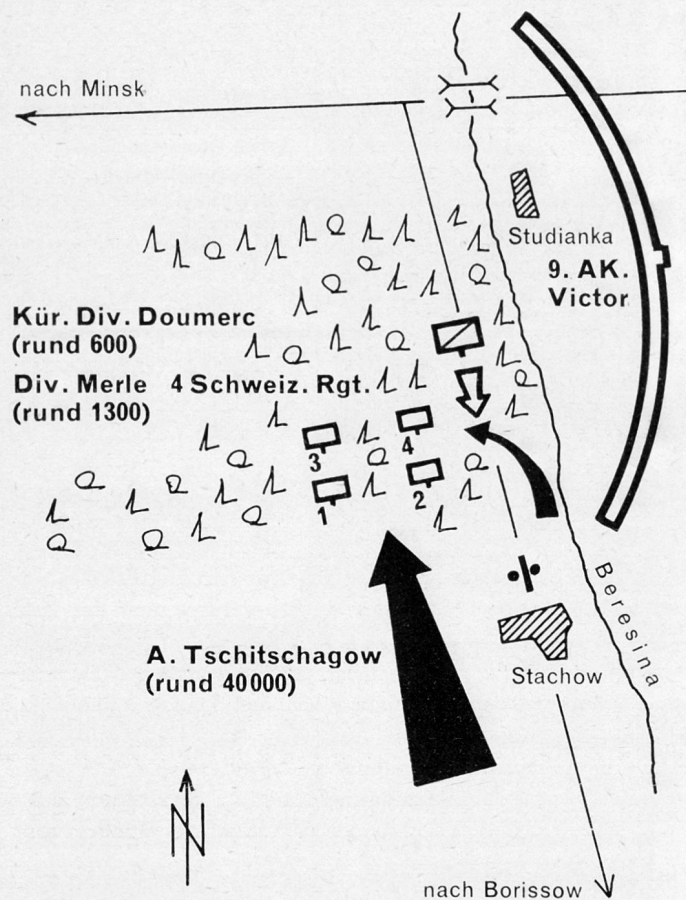 nach Minsk
Studianka
9. AK.
Victor
Kür. Div. Doumerc
(rund 600)
Div. Merle 4 Schweiz. Rgt.
(rund 1300)
3
4
1
2
Beresina
A. Tschitschagow
(rund 40000)
Stachow
N
nach Borissow